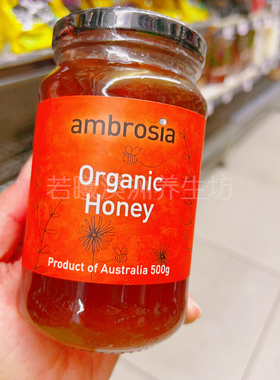 ambrosia
Organic
Honey
若曦澳洲养生坊
Product of Australia 500g